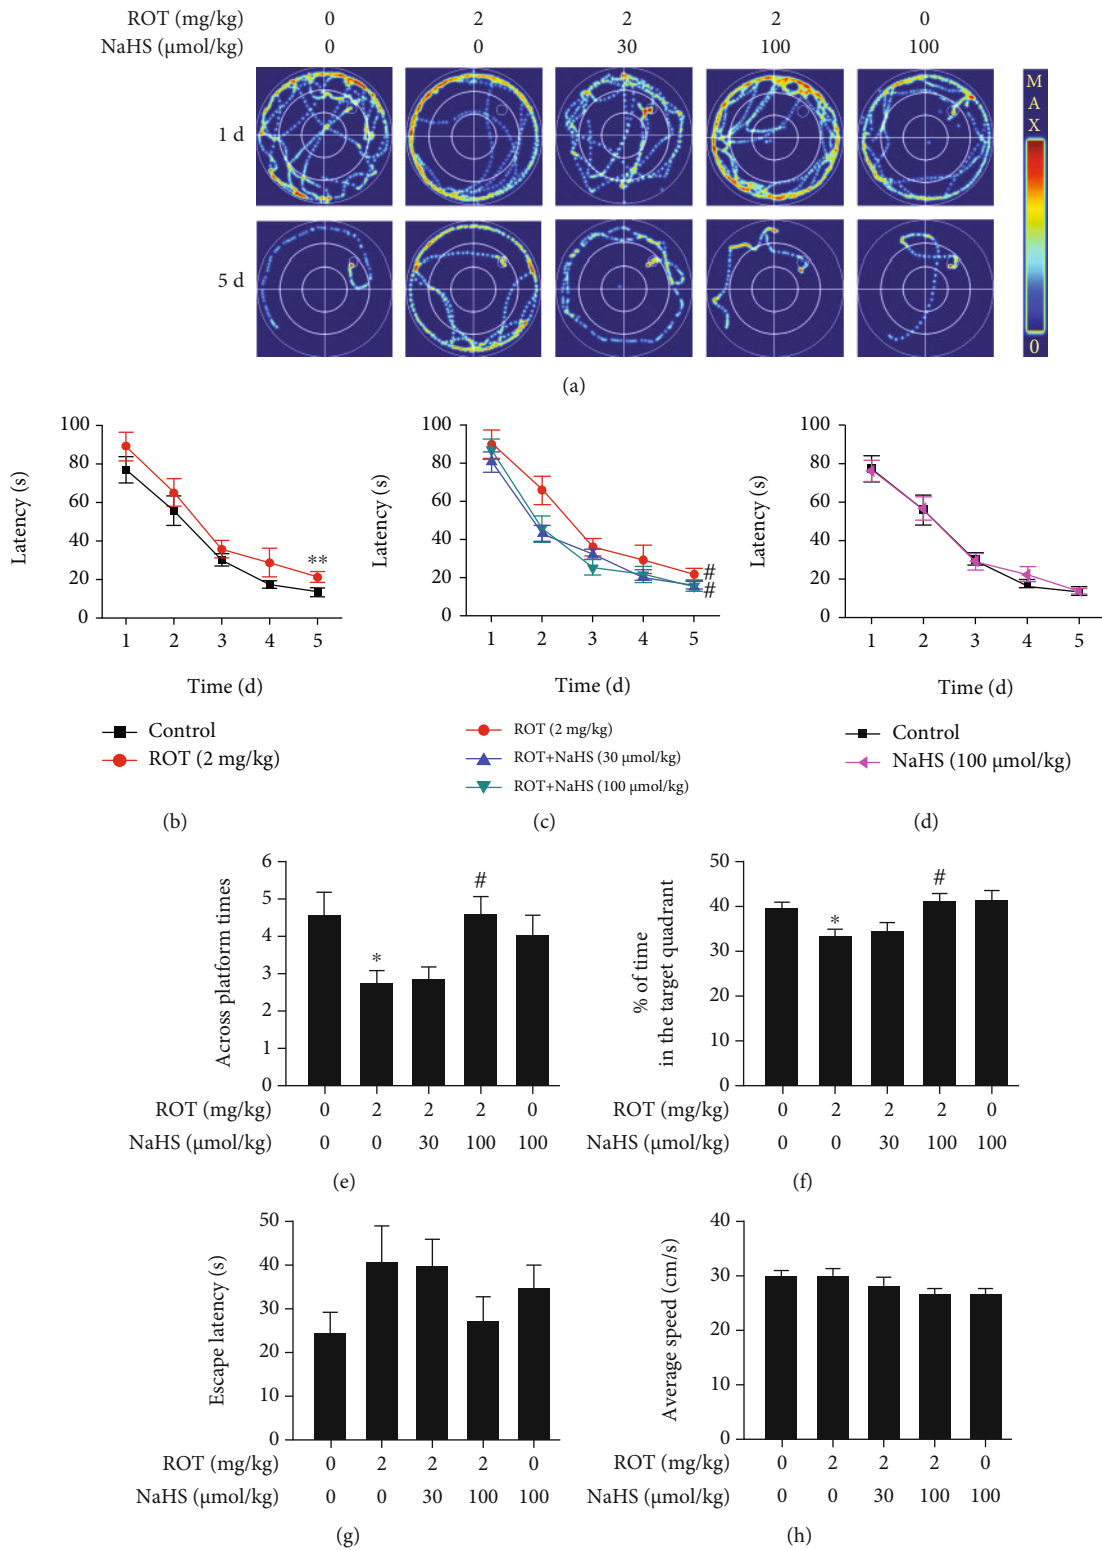 ROT (mg/kg) 0 2 2 2 0
NaHS (μmol/kg) 0 0 30 100 100
1 d
5 d
MAX
0
(a)
Latency (s)
100
80
60
40
20
0
**
1 2 3 4 5
Time (d)
Control
ROT (2 mg/kg)
(b)
Latency (s)
100
80
60
40
20
0
#
#
1 2 3 4 5
Time (d)
ROT (2 mg/kg)
ROT+NaHS (30 μmol/kg)
ROT+NaHS (100 μmol/kg)
(c)
Latency (s)
100
80
60
40
20
0
1 2 3 4 5
Time (d)
Control
NaHS (100 μmol/kg)
(d)
Across platform times
6
5
4
3
2
1
0
*
#
ROT (mg/kg) 0 2 2 2 0
NaHS (μmol/kg) 0 0 30 100 100
(e)
% of time
in the target quadrant
50
40
30
20
10
0
*
#
ROT (mg/kg) 0 2 2 2 0
NaHS (μmol/kg) 0 0 30 100 100
(f)
Escape latency (s)
50
40
30
20
10
0
ROT (mg/kg) 0 2 2 2 0
NaHS (μmol/kg) 0 0 30 100 100
(g)
Average speed (cm/s)
40
30
20
10
0
ROT (mg/kg) 0 2 2 2 0
NaHS (μmol/kg) 0 0 30 100 100
(h)